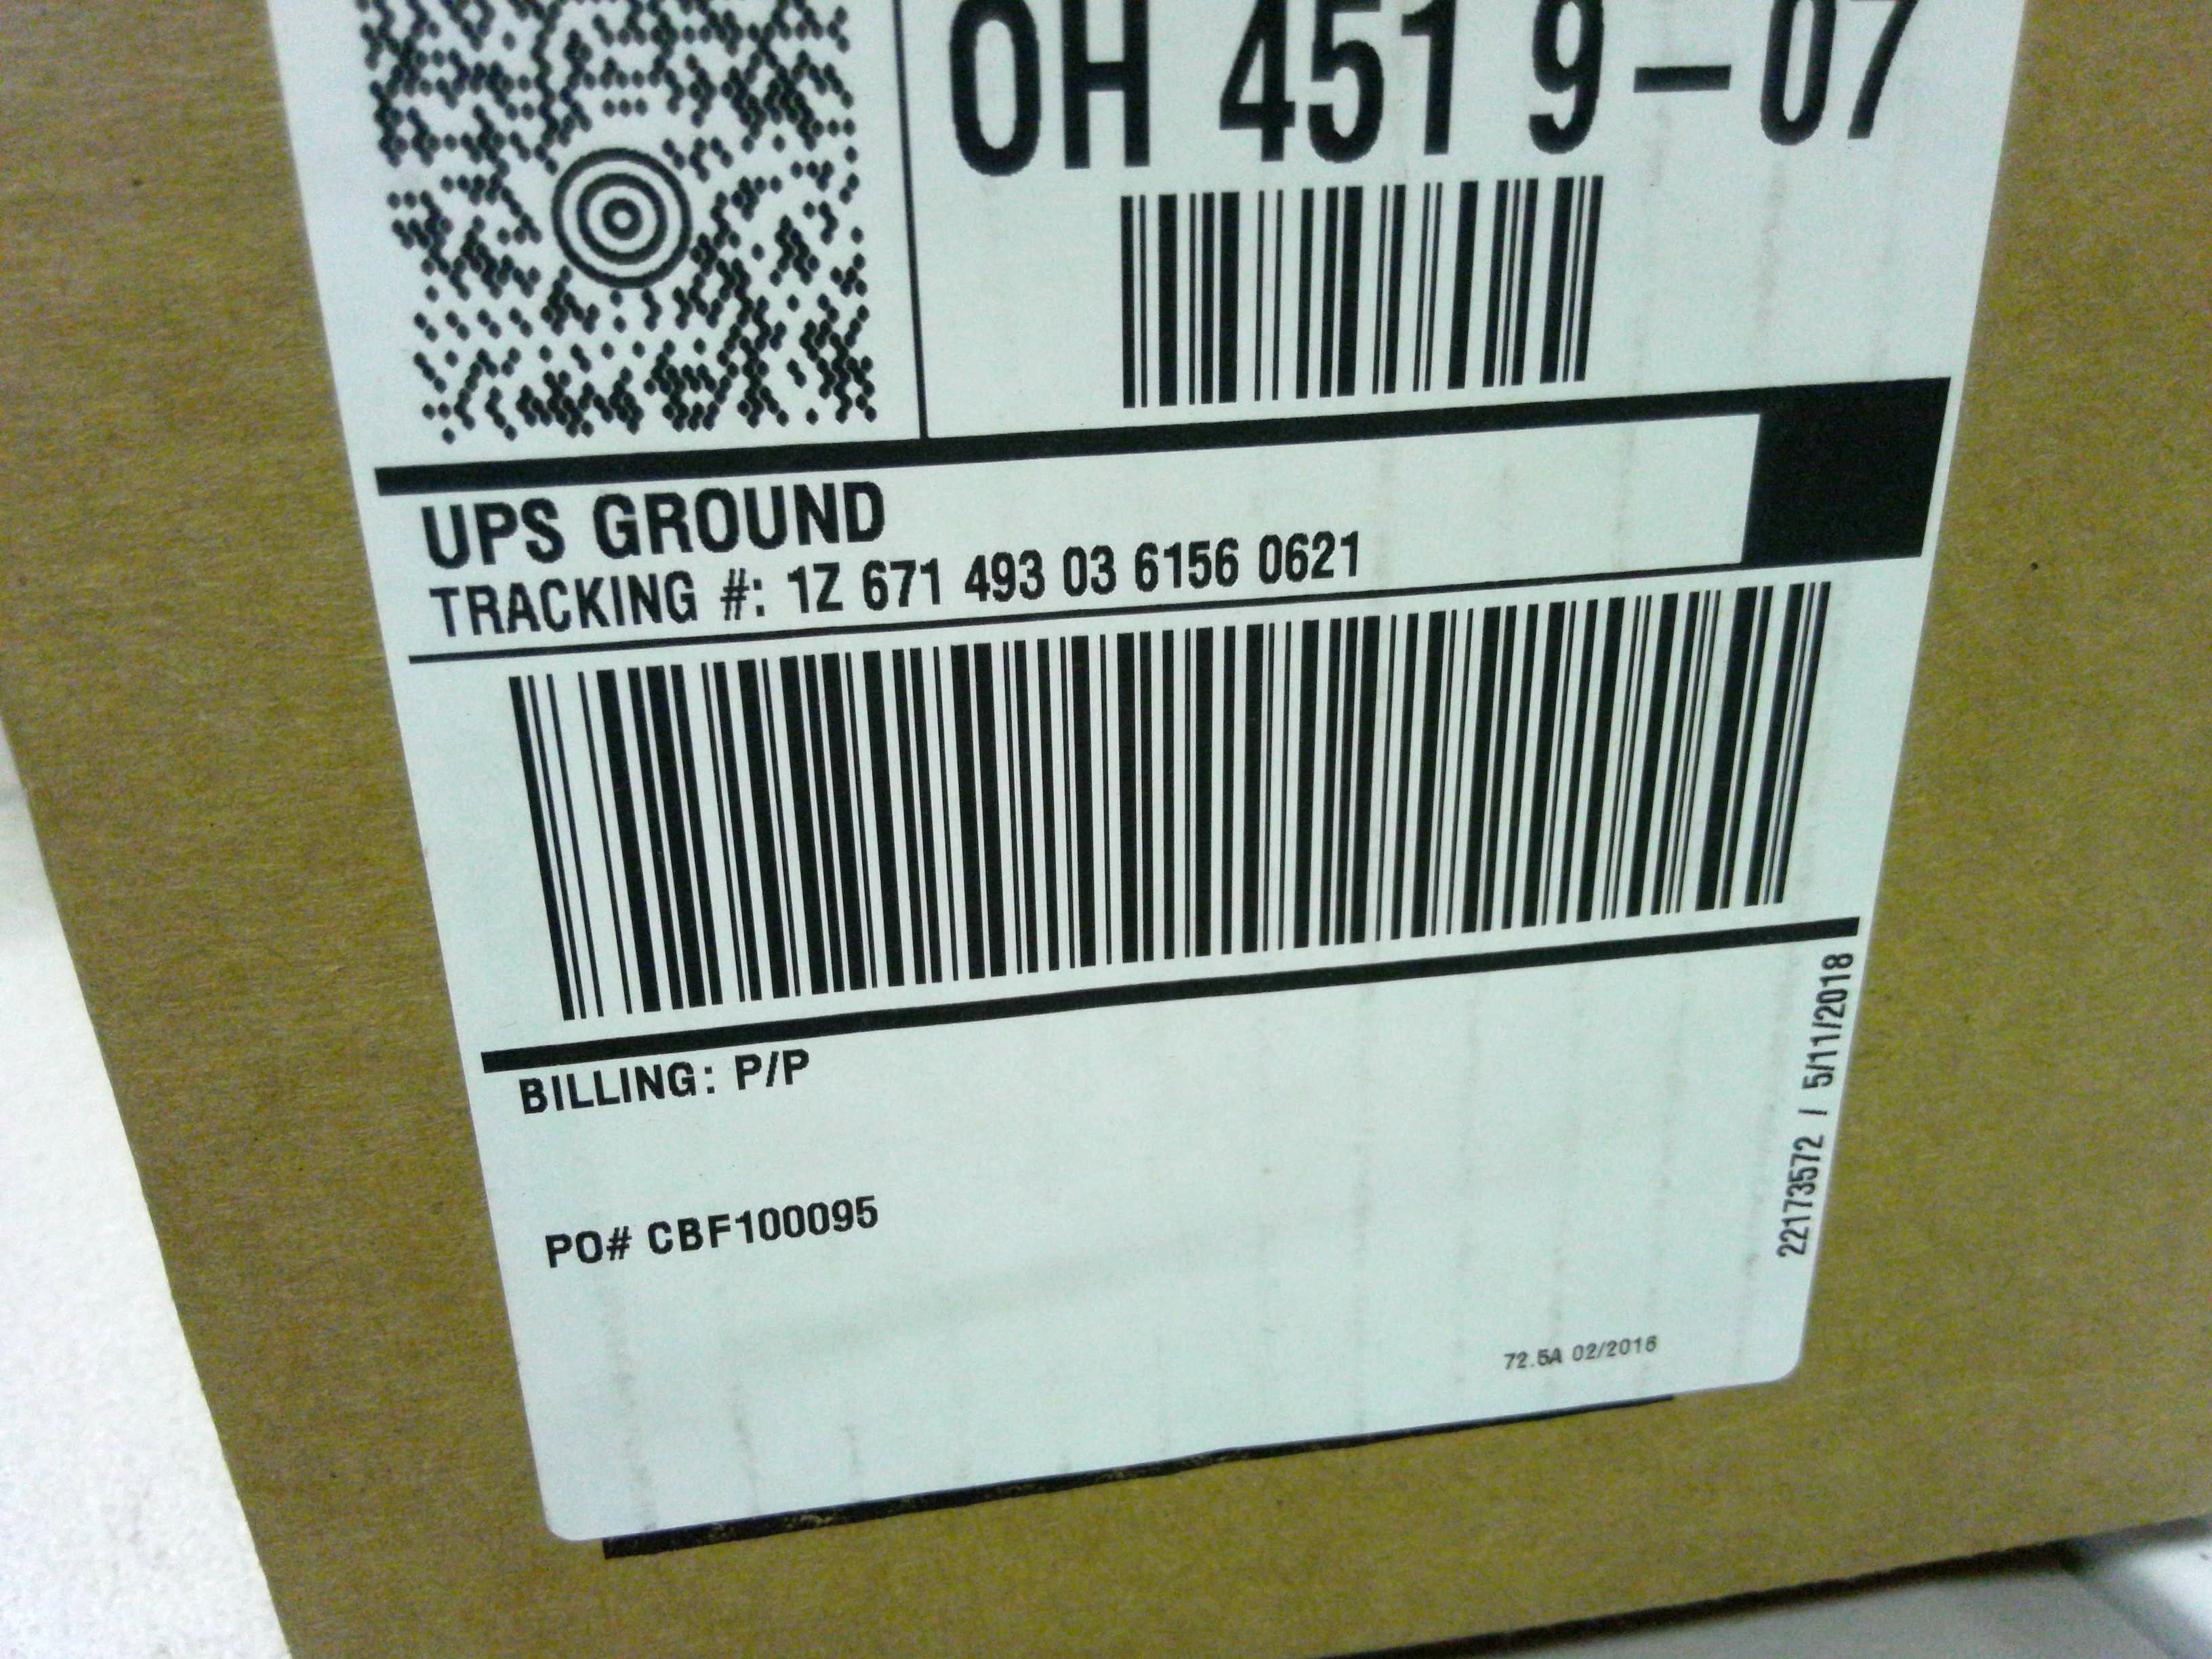 OH 451 9-07
UPS GROUND
TRACKING #: 1Z 671 493 03 6156 0621
BILLING: P/P
PO# CBF100095
22173572 / 5/11/2018
72.5A 02/2016